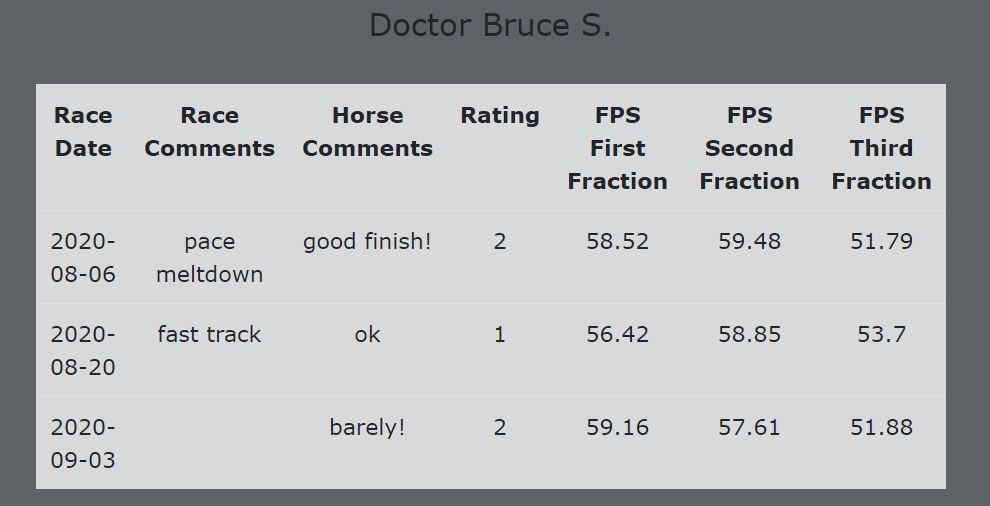 Doctor Bruce S.
Race Date Race Comments Horse Comments Rating FPS First Fraction FPS Second Fraction FPS Third Fraction
2020-08-06 pace meltdown good finish! 2 58.52 59.48 51.79
2020-08-20 fast track ok 1 56.42 58.85 53.7
2020-09-03 barely! 2 59.16 57.61 51.88